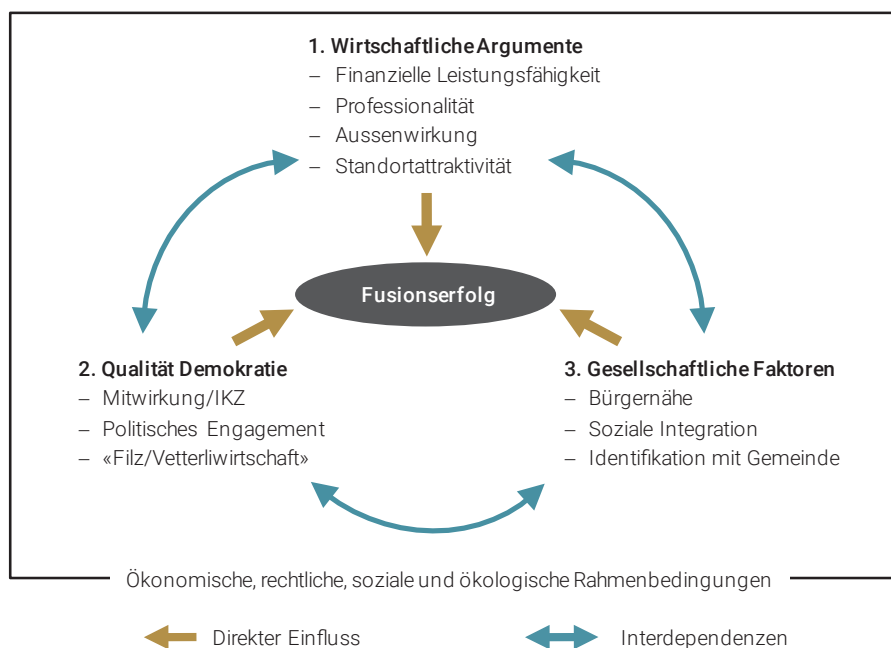 1. Wirtschaftliche Argumente
– Finanzielle Leistungsfähigkeit
– Professionalität
– Aussenwirkung
– Standortattraktivität
Fusionserfolg
2. Qualität Demokratie
– Mitwirkung/IKZ
– Politisches Engagement
– «Filz/Vetterliwirtschaft»
3. Gesellschaftliche Faktoren
– Bürgernähe
– Soziale Integration
– Identifikation mit Gemeinde
Ökonomische, rechtliche, soziale und ökologische Rahmenbedingungen
Direkter Einfluss
Interdependenzen